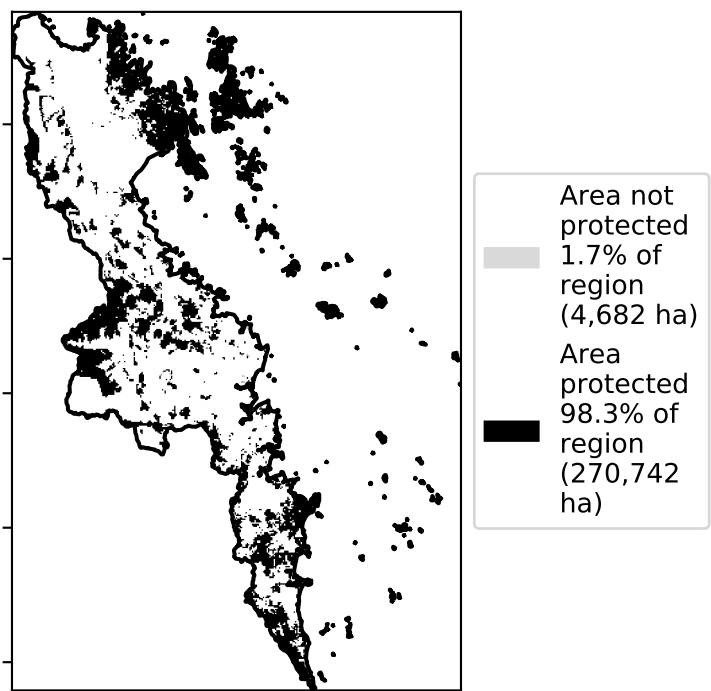 Area not
protected
1.7% of
region
(4,682 ha)
Area
protected
98.3% of
region
(270,742
ha)